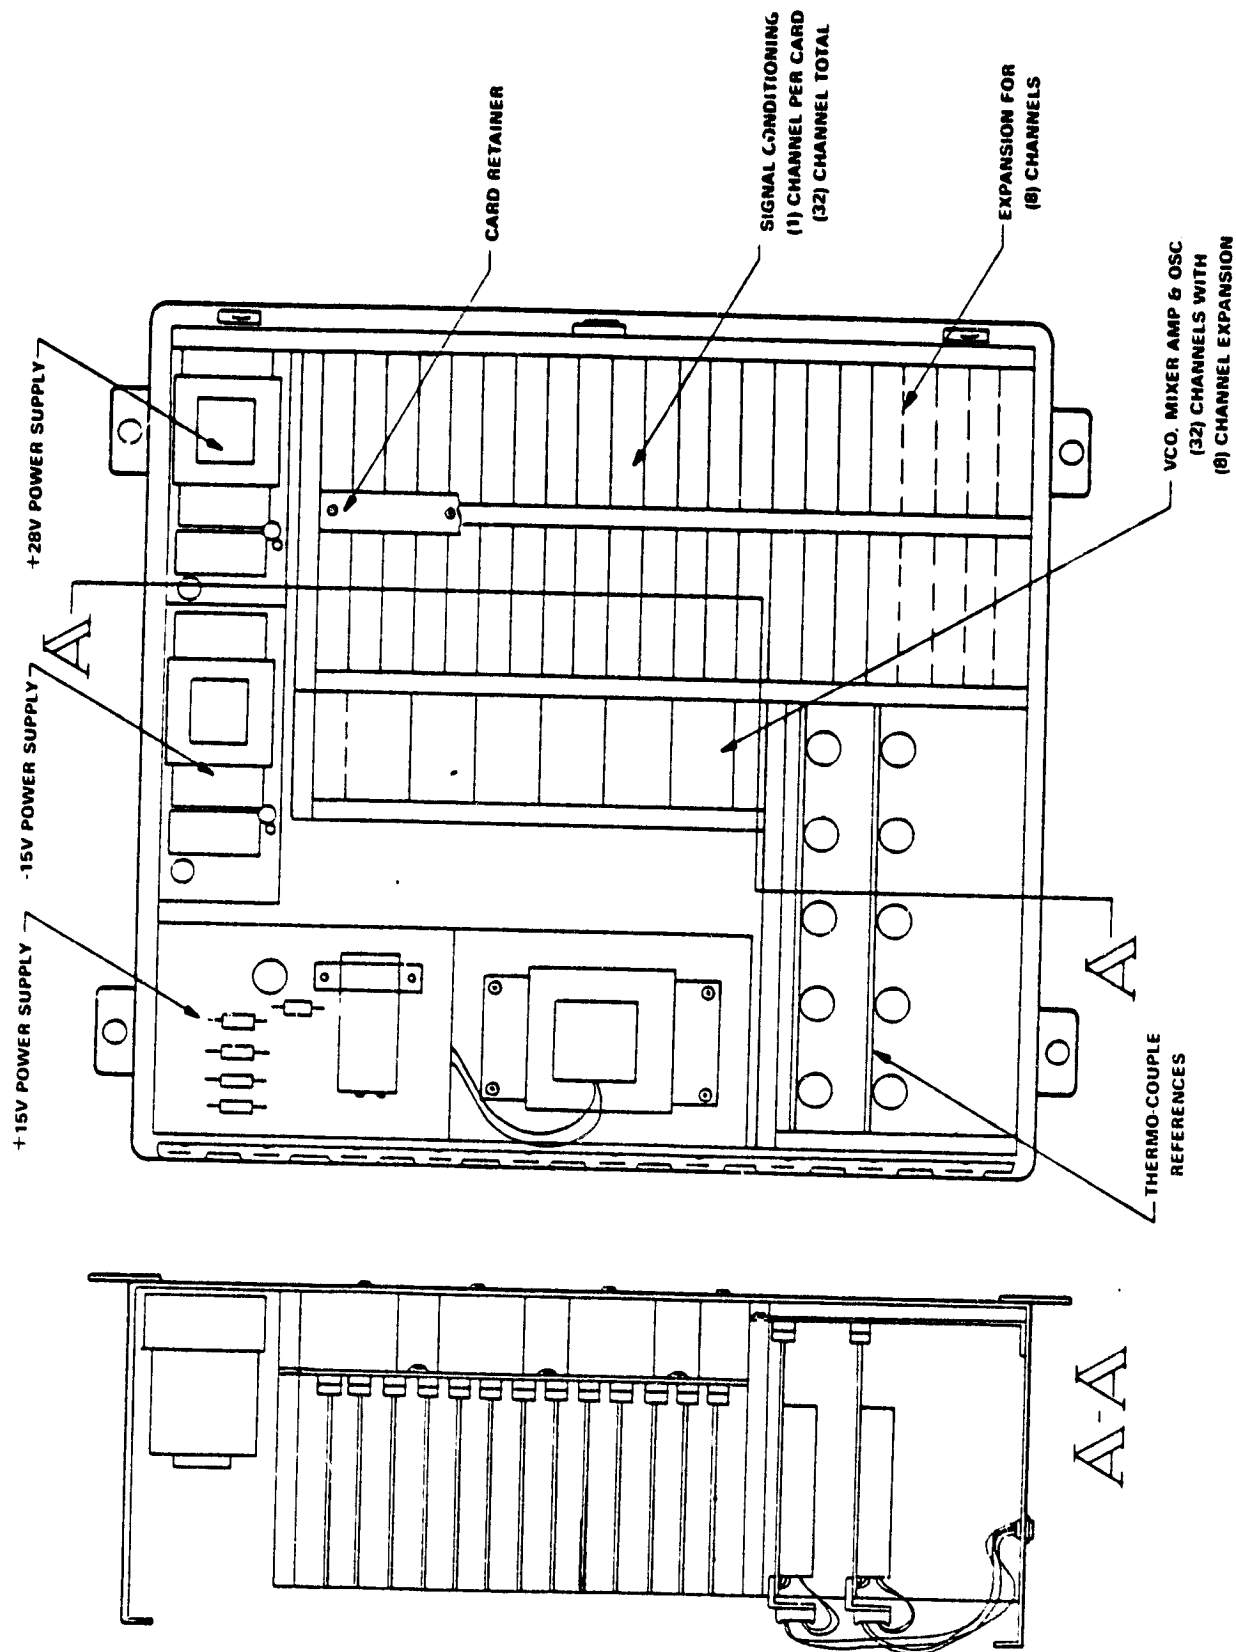 +15V POWER SUPPLY
-15V POWER SUPPLY
+28V POWER SUPPLY
A
CARD RETAINER
SIGNAL CONDITIONING
(1) CHANNEL PER CARD
(32) CHANNEL TOTAL
EXPANSION FOR
(8) CHANNELS
VCO, MIXER AMP & OSC
(32) CHANNELS WITH
(8) CHANNEL EXPANSION
A
THERMO-COUPLE
REFERENCES
A-A